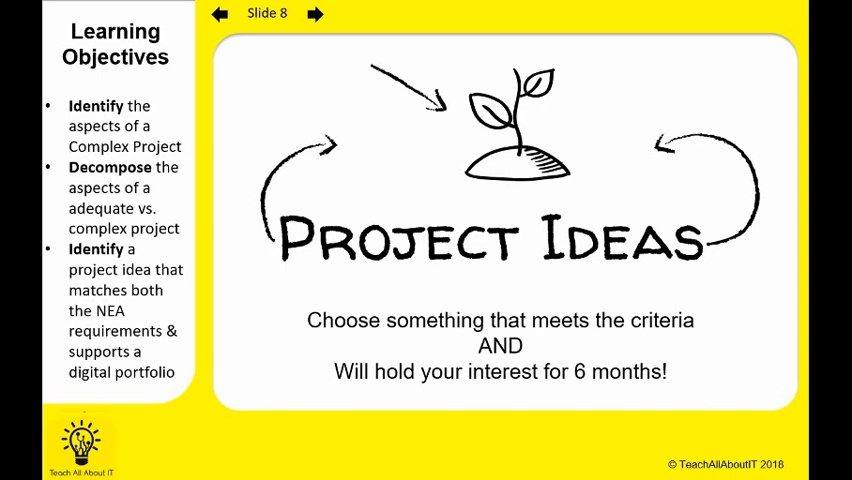 Learning
Objectives
• Identify the
aspects of a
Complex Project
• Decompose the
aspects of a
adequate vs.
complex project
• Identify a
project idea that
matches both
the NEA
requirements &
supports a
digital portfolio
Slide 8
PROJECT IDEAS
Choose something that meets the criteria
AND
Will hold your interest for 6 months!
Teach All About IT
© TeachAllAboutIT 2018